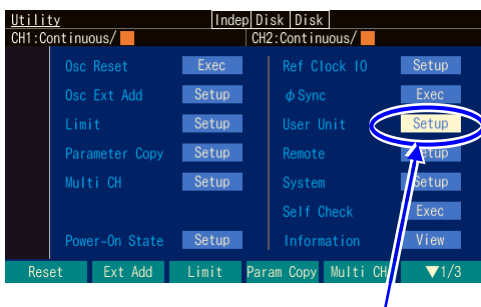 Utility Indep Disk Disk
CH1:Continuous/ CH2:Continuous/
Osc Reset Exec Ref Clock IO Setup
Osc Ext Add Setup φSync Exec
Limit Setup User Unit Setup
Parameter Copy Setup Remote Setup
Multi CH Setup System Setup
Self Check Exec
Power-On State Setup Information View
Reset Ext Add Limit Param Copy Multi CH ▼1/3